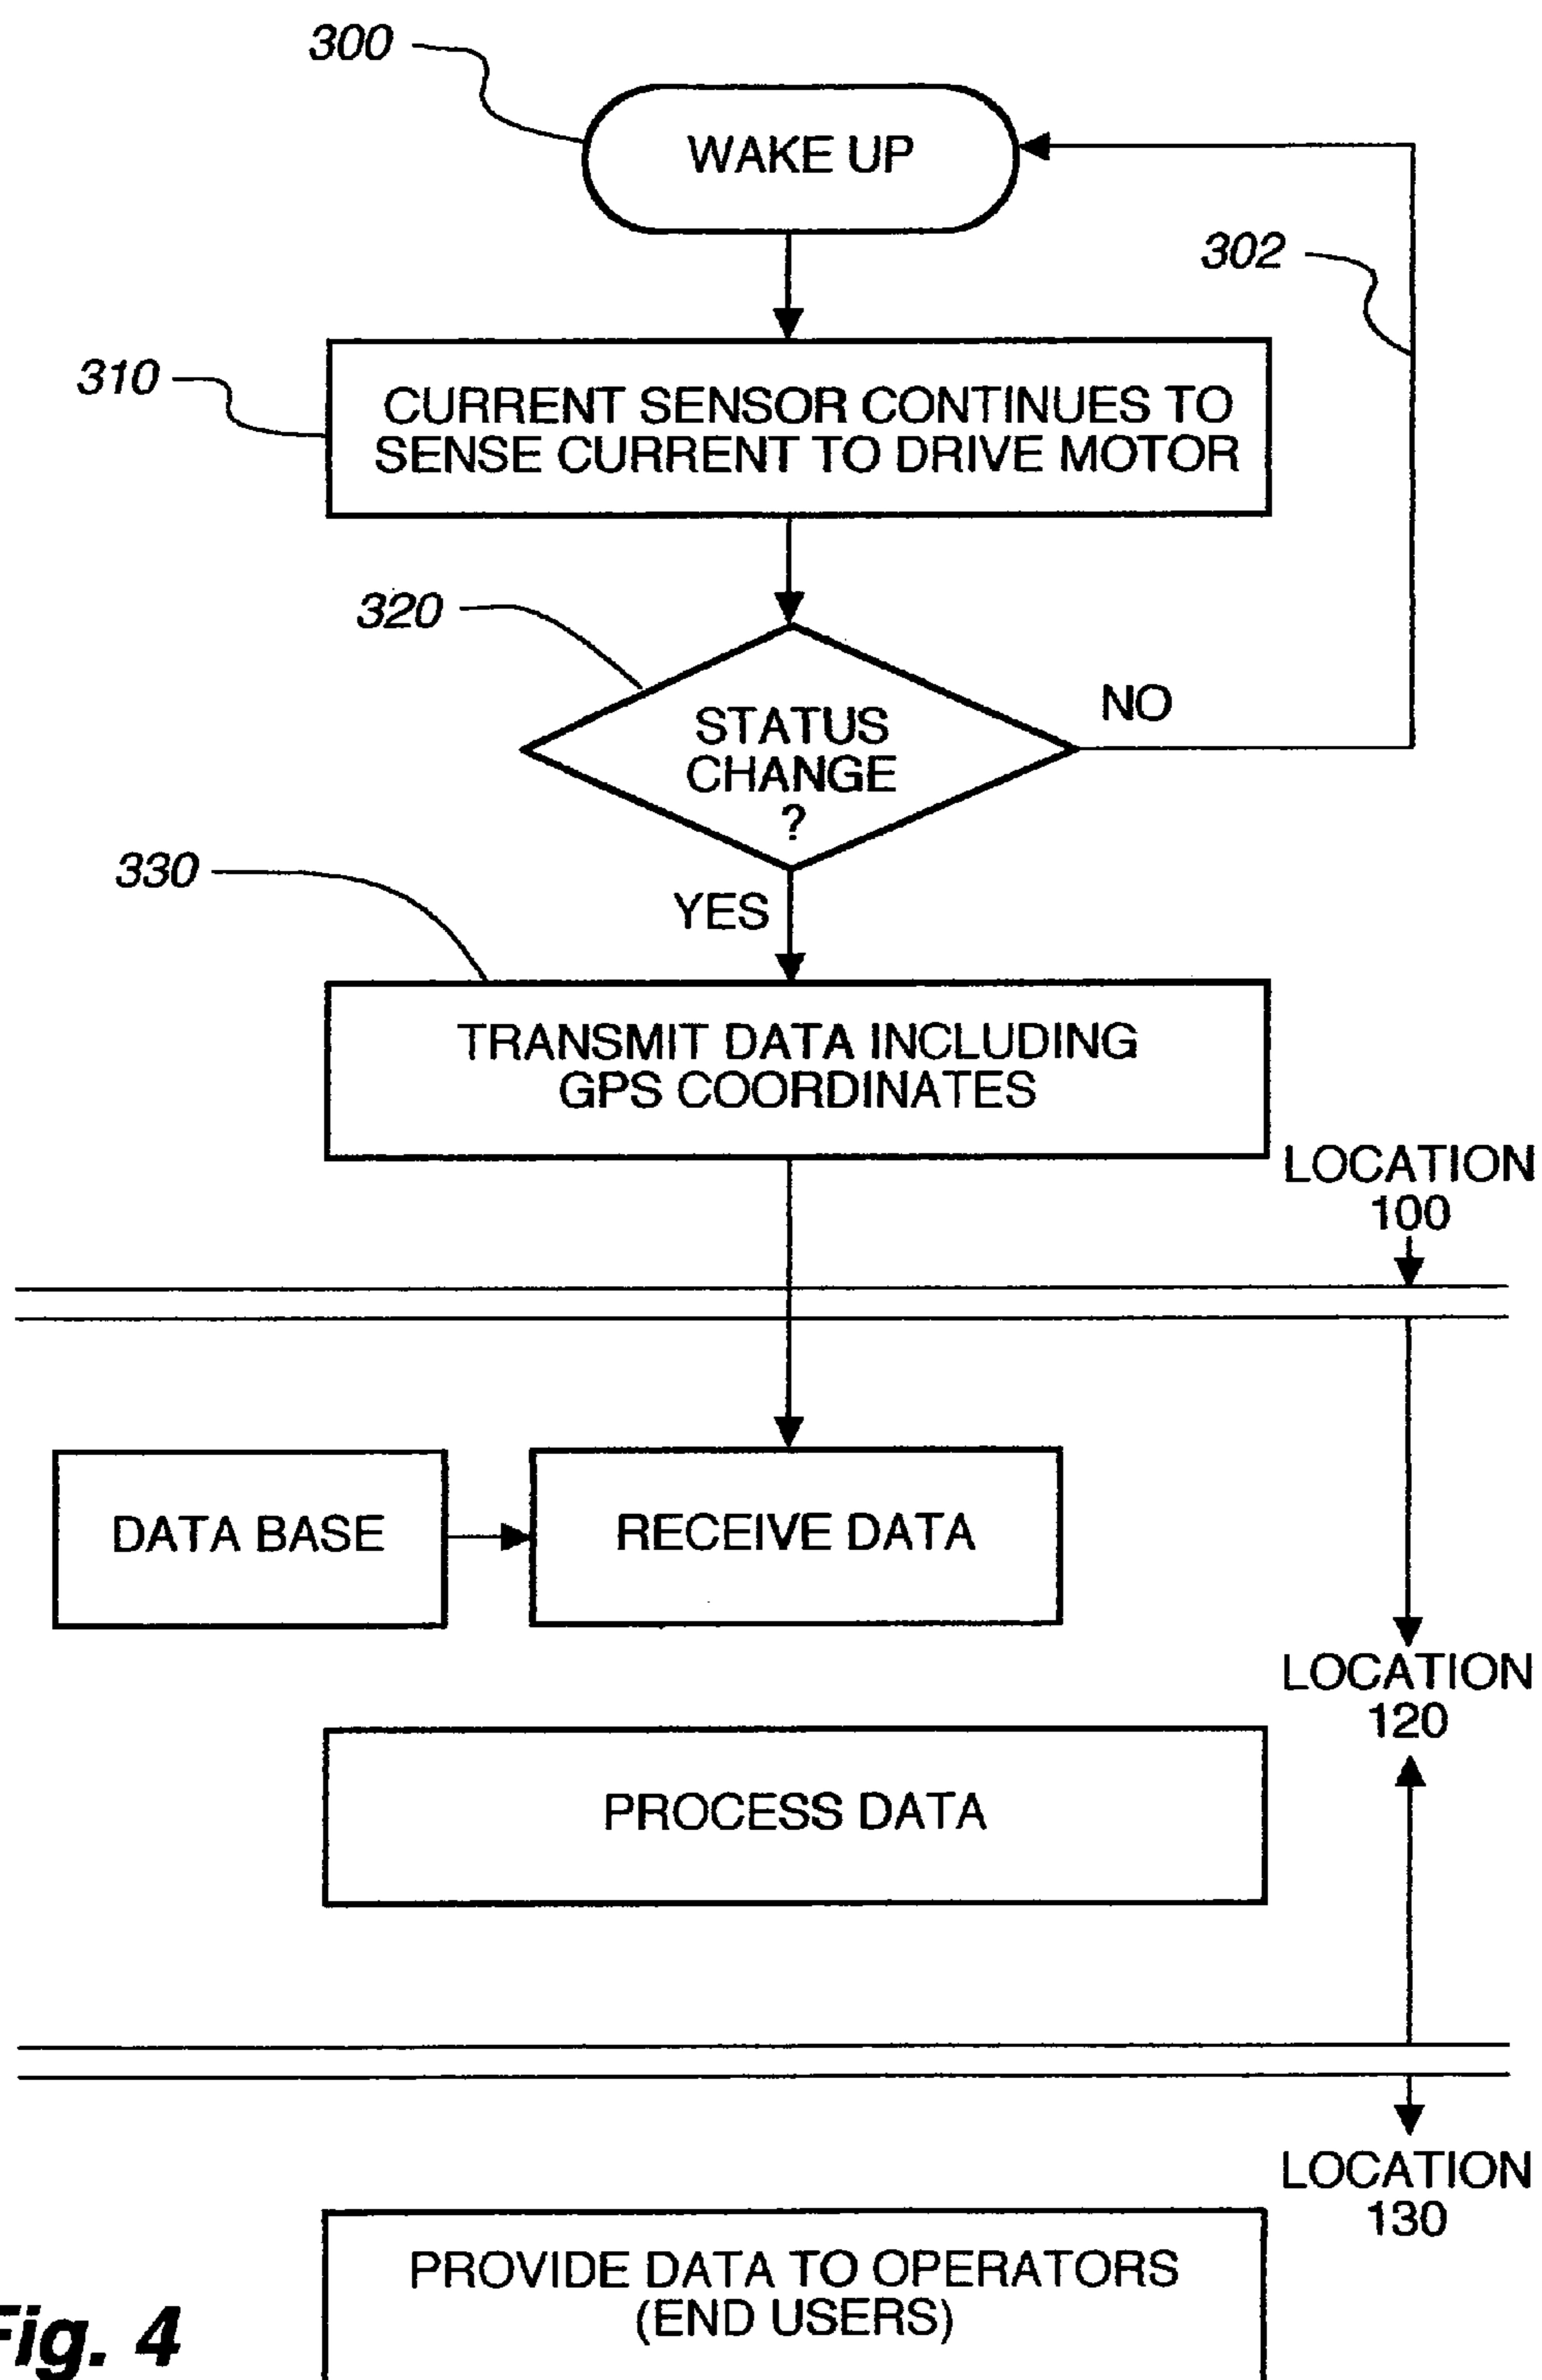 300
WAKE UP
302
310
CURRENT SENSOR CONTINUES TO
SENSE CURRENT TO DRIVE MOTOR
320
STATUS
CHANGE
?
NO
330
YES
TRANSMIT DATA INCLUDING
GPS COORDINATES
LOCATION
100
DATA BASE
RECEIVE DATA
LOCATION
120
PROCESS DATA
LOCATION
130
PROVIDE DATA TO OPERATORS
(END USERS)
Fig. 4